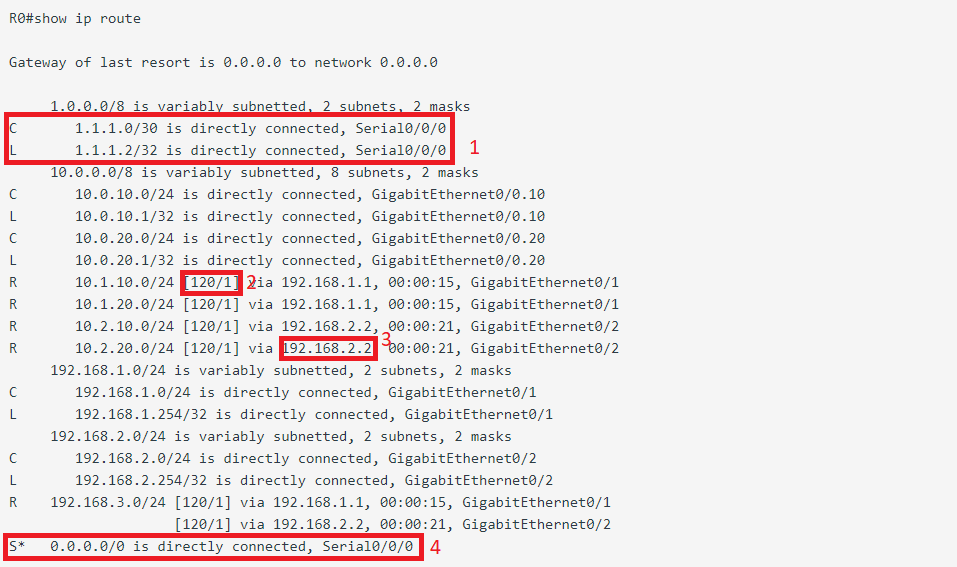 R0#show ip route
Gateway of last resort is 0.0.0.0 to network 0.0.0.0
1.0.0.0/8 is variably subnetted, 2 subnets, 2 masks
C 1.1.1.0/30 is directly connected, Serial0/0/0
L 1.1.1.2/32 is directly connected, Serial0/0/0 1
10.0.0.0/8 is variably subnetted, 8 subnets, 2 masks
C 10.0.10.0/24 is directly connected, GigabitEthernet0/0.10
L 10.0.10.1/32 is directly connected, GigabitEthernet0/0.10
C 10.0.20.0/24 is directly connected, GigabitEthernet0/0.20
L 10.0.20.1/32 is directly connected, GigabitEthernet0/0.20
R 10.1.10.0/24 [120/1] 2 via 192.168.1.1, 00:00:15, GigabitEthernet0/1
R 10.1.20.0/24 [120/1] via 192.168.1.1, 00:00:15, GigabitEthernet0/1
R 10.2.10.0/24 [120/1] via 192.168.2.2, 00:00:21, GigabitEthernet0/2
R 10.2.20.0/24 [120/1] via 192.168.2.2 3 00:00:21, GigabitEthernet0/2
192.168.1.0/24 is variably subnetted, 2 subnets, 2 masks
C 192.168.1.0/24 is directly connected, GigabitEthernet0/1
L 192.168.1.254/32 is directly connected, GigabitEthernet0/1
192.168.2.0/24 is variably subnetted, 2 subnets, 2 masks
C 192.168.2.0/24 is directly connected, GigabitEthernet0/2
L 192.168.2.254/32 is directly connected, GigabitEthernet0/2
R 192.168.3.0/24 [120/1] via 192.168.1.1, 00:00:15, GigabitEthernet0/1
[120/1] via 192.168.2.2, 00:00:21, GigabitEthernet0/2
S* 0.0.0.0/0 is directly connected, Serial0/0/0 4